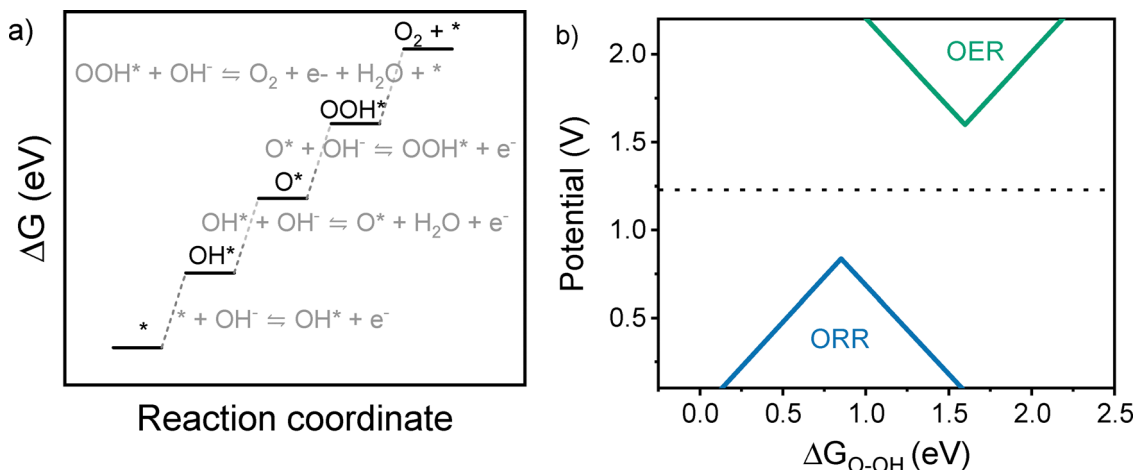 a)
O₂ + *
OOH* + OH⁻ ⇋ O₂ + e- + H₂O + *
OOH*
O* + OH⁻ ⇋ OOH* + e⁻
O*
OH* + OH⁻ ⇋ O* + H₂O + e⁻
OH*
* + OH⁻ ⇋ OH* + e⁻
*
ΔG (eV)
Reaction coordinate
b)
OER
ORR
Potential (V)
2.0
1.5
1.0
0.5
0.0 0.5 1.0 1.5 2.0 2.5
ΔG_O-OH (eV)